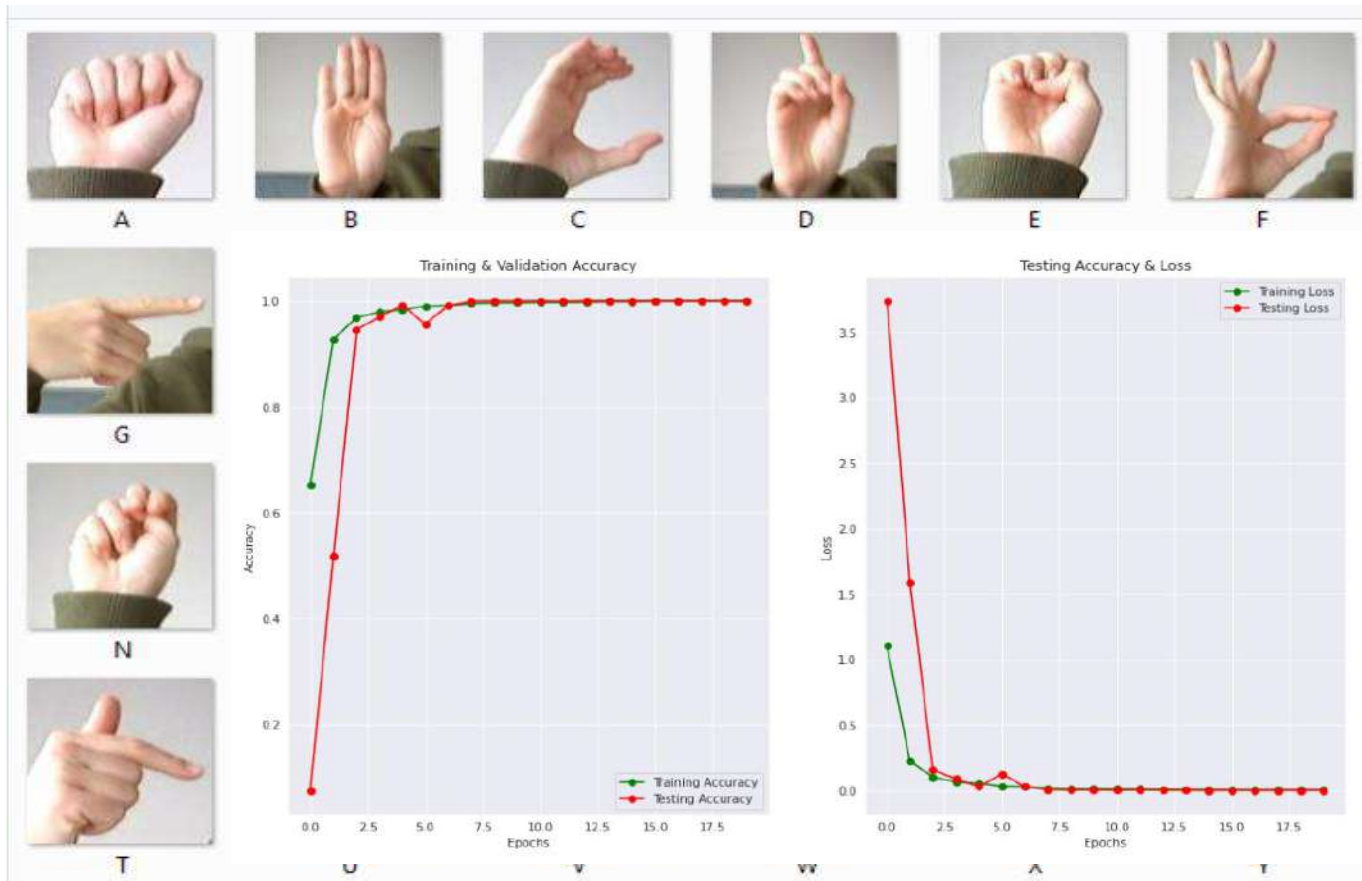 A B C D E F
G
N
T U V W X Y
Training & Validation Accuracy
1.0
0.8
0.6
0.4
0.2
Accuracy
Training Accuracy
Testing Accuracy
0.0 2.5 5.0 7.5 10.0 12.5 15.0 17.5
Epochs
Testing Accuracy & Loss
Training Loss
Testing Loss
3.5
3.0
2.5
2.0
1.5
1.0
0.5
0.0
Loss
0.0 2.5 5.0 7.5 10.0 12.5 15.0 17.5
Epochs